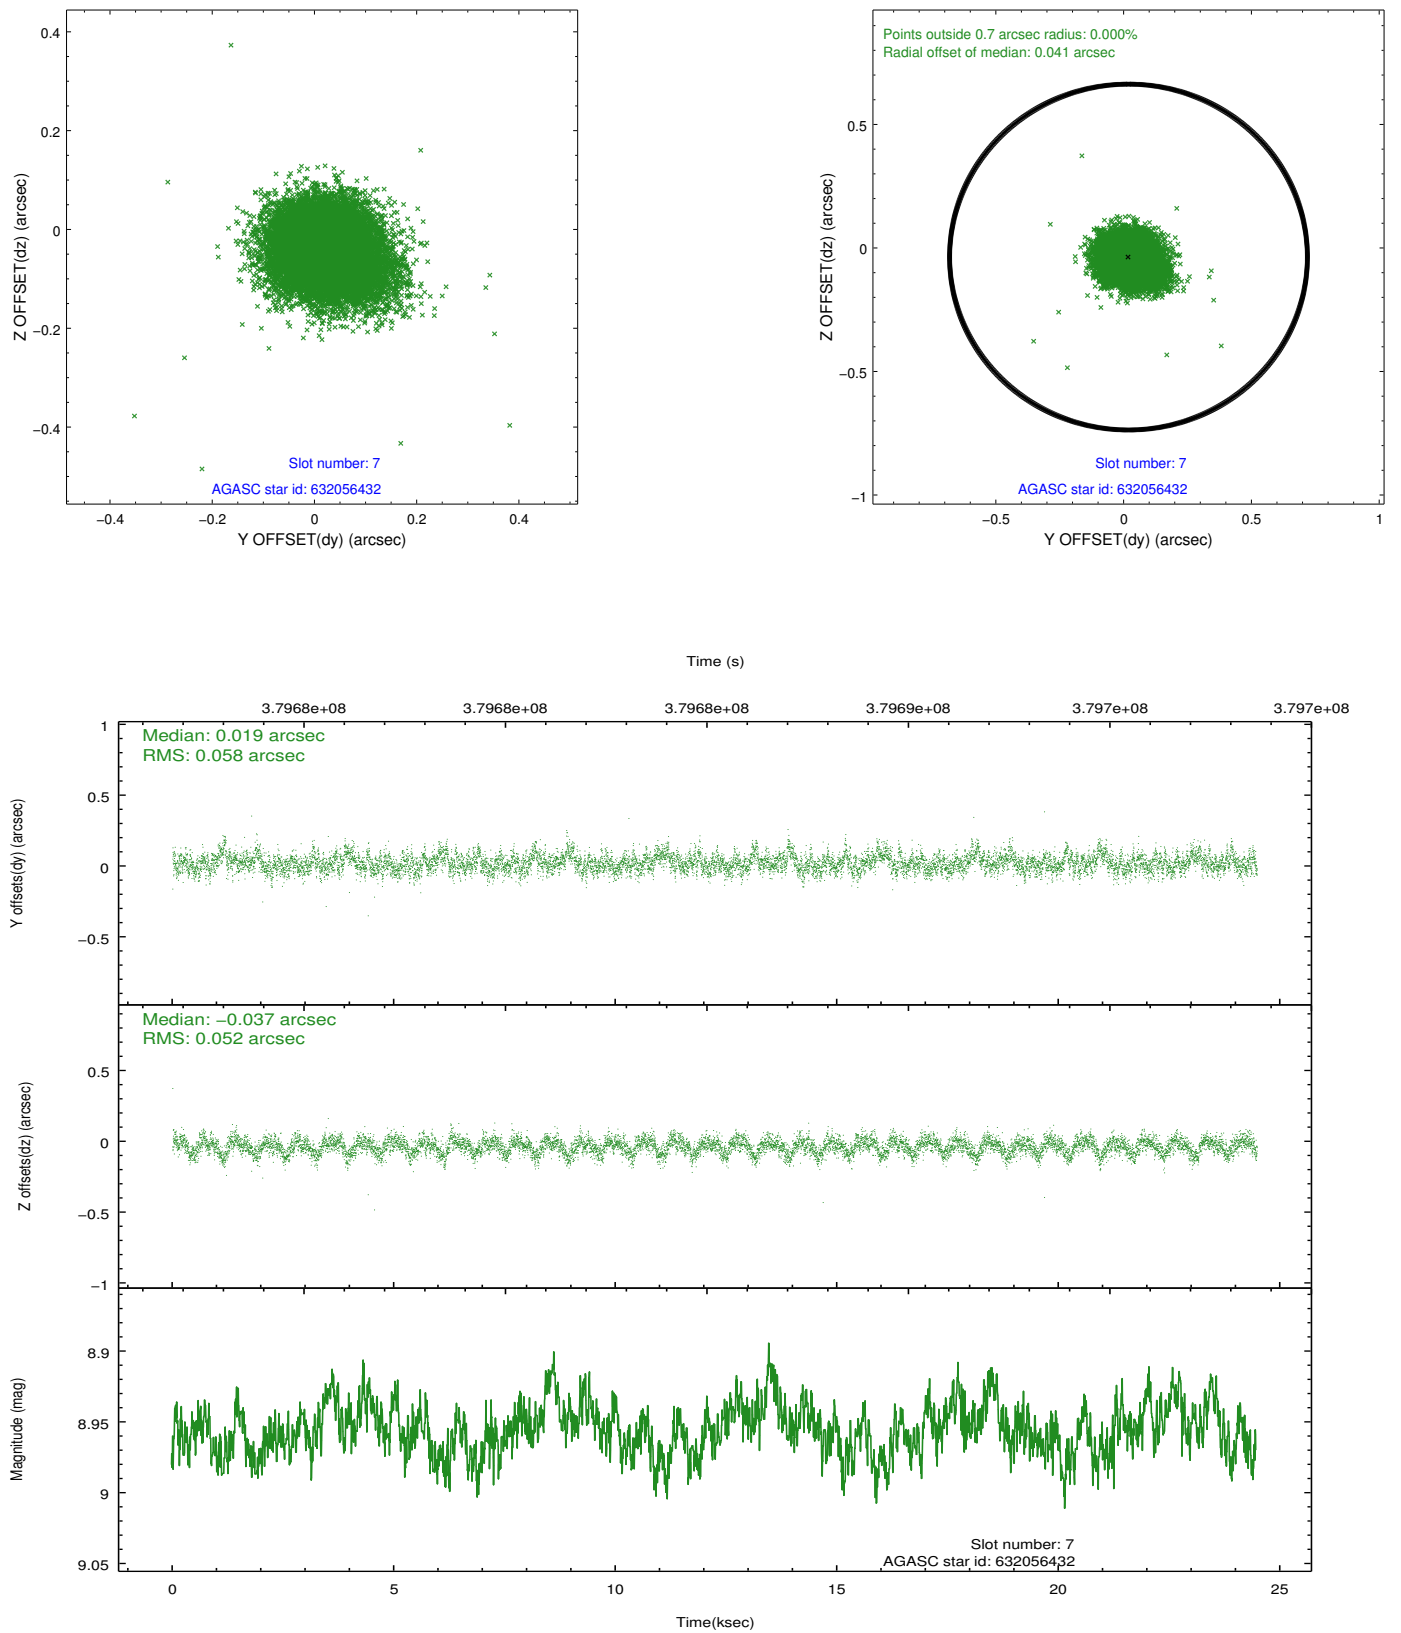 0.4
0.2
0
−0.2
−0.4
−0.4
−0.2
0
0.2
0.4
Z OFFSET(dz) (arcsec)
Y OFFSET(dy) (arcsec)
Slot number: 7
AGASC star id: 632056432
Points outside 0.7 arcsec radius: 0.000%
Radial offset of median: 0.041 arcsec
0.5
0
−0.5
−1
−0.5
0
0.5
1
Z OFFSET(dz) (arcsec)
Y OFFSET(dy) (arcsec)
Slot number: 7
AGASC star id: 632056432
Time (s)
3.7968e+08
3.7968e+08
3.7968e+08
3.7969e+08
3.797e+08
3.797e+08
Median: 0.019 arcsec
RMS: 0.058 arcsec
1
0.5
0
−0.5
Y offsets(dy) (arcsec)
Median: −0.037 arcsec
RMS: 0.052 arcsec
0.5
0
−0.5
−1
Z offsets(dz) (arcsec)
8.9
8.95
9
9.05
Magnitude (mag)
Slot number: 7
AGASC star id: 632056432
0
5
10
15
20
25
Time(ksec)